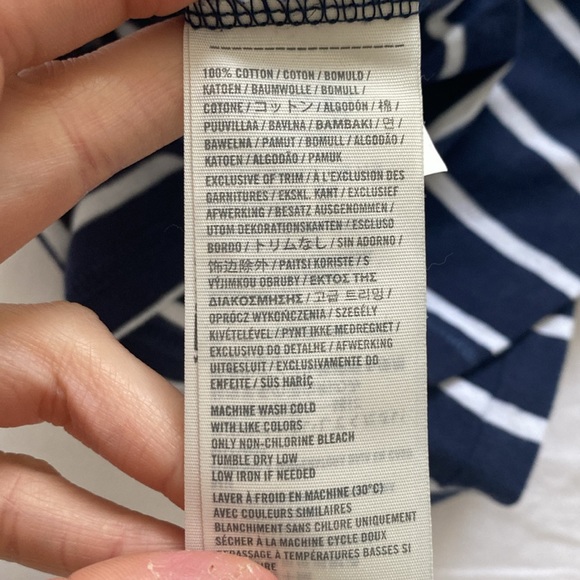 100% COTTON / COTON / BOMULD /
KATOEN / BAUMWOLLE / BOMULL /
COTONE / コットン / ALGODÓN / 棉 /
PUUVILLAA / BAVLNA / ΒΑΜΒΑΚΙ / 면 /
BAWEŁNA / PAMUT / BOMULL / ALGODÃO /
KATOEN / ALGODÃO / PAMUK
EXCLUSIVE OF TRIM / À L'EXCLUSION DES
GARNITURES / EKSKL. KANT / EXCLUSIEF
AFWERKING / BESATZ AUSGENOMMEN /
UTOM DEKORATIONSKANTEN / ESCLUSO
BORDO / トリムなし / SIN ADORNO /
饰边除外 / PAITSI KORISTE / S
VÝJIMKOU OBRUBY / ΕΚΤΟΣ ΤΗΣ
ΔΙΑΚΟΣΜΗΣΗΣ / 고급 트리밍 /
OPRÓCZ WYKOŃCZENIA / SZEGÉLY
KIVÉTELÉVEL / PYNT IKKE MEDREGNET /
EXCLUSIVO DO DETALHE / AFWERKING
UITGESLUIT / EXCLUSIVAMENTE DO
ENFEITE / SÜS HARİÇ
MACHINE WASH COLD
WITH LIKE COLORS
ONLY NON-CHLORINE BLEACH
TUMBLE DRY LOW
LOW IRON IF NEEDED
LAVER À FROID EN MACHINE (30°C)
AVEC COULEURS SIMILAIRES
BLANCHIMENT SANS CHLORE UNIQUEMENT
SÉCHER À LA MACHINE CYCLE DOUX
REPASSAGE À TEMPÉRATURES BASSES SI